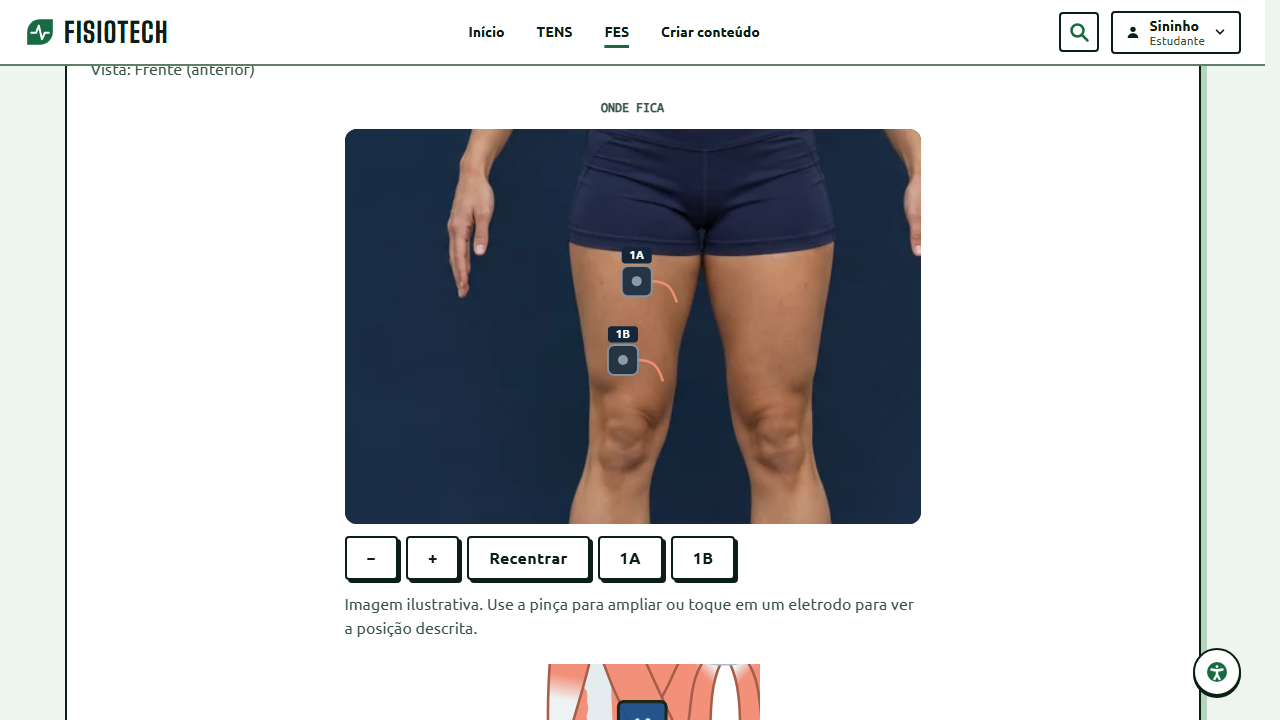 FISIOTECH
Início
TENS
FES
Criar conteúdo
Sininho
Estudante
Vista: Frente (anterior)
ONDE FICA
1A
1B
−
+
Recentrar
1A
1B
Imagem ilustrativa. Use a pinça para ampliar ou toque em um eletrodo para ver
a posição descrita.